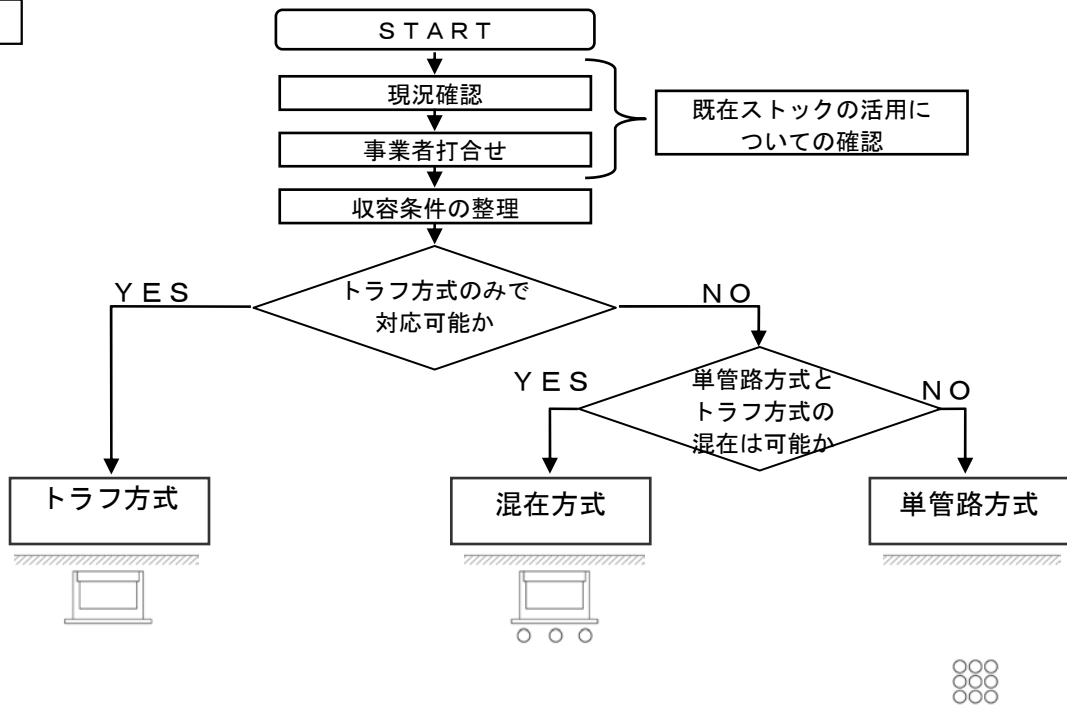 ＳＴＡＲＴ
現況確認
事業者打合せ
既在ストックの活用に
ついての確認
収容条件の整理
ＹＥＳ
トラフ方式のみで
対応可能か
ＮＯ
ＹＥＳ
単管路方式と
トラフ方式の
混在は可能か
ＮＯ
トラフ方式
混在方式
単管路方式